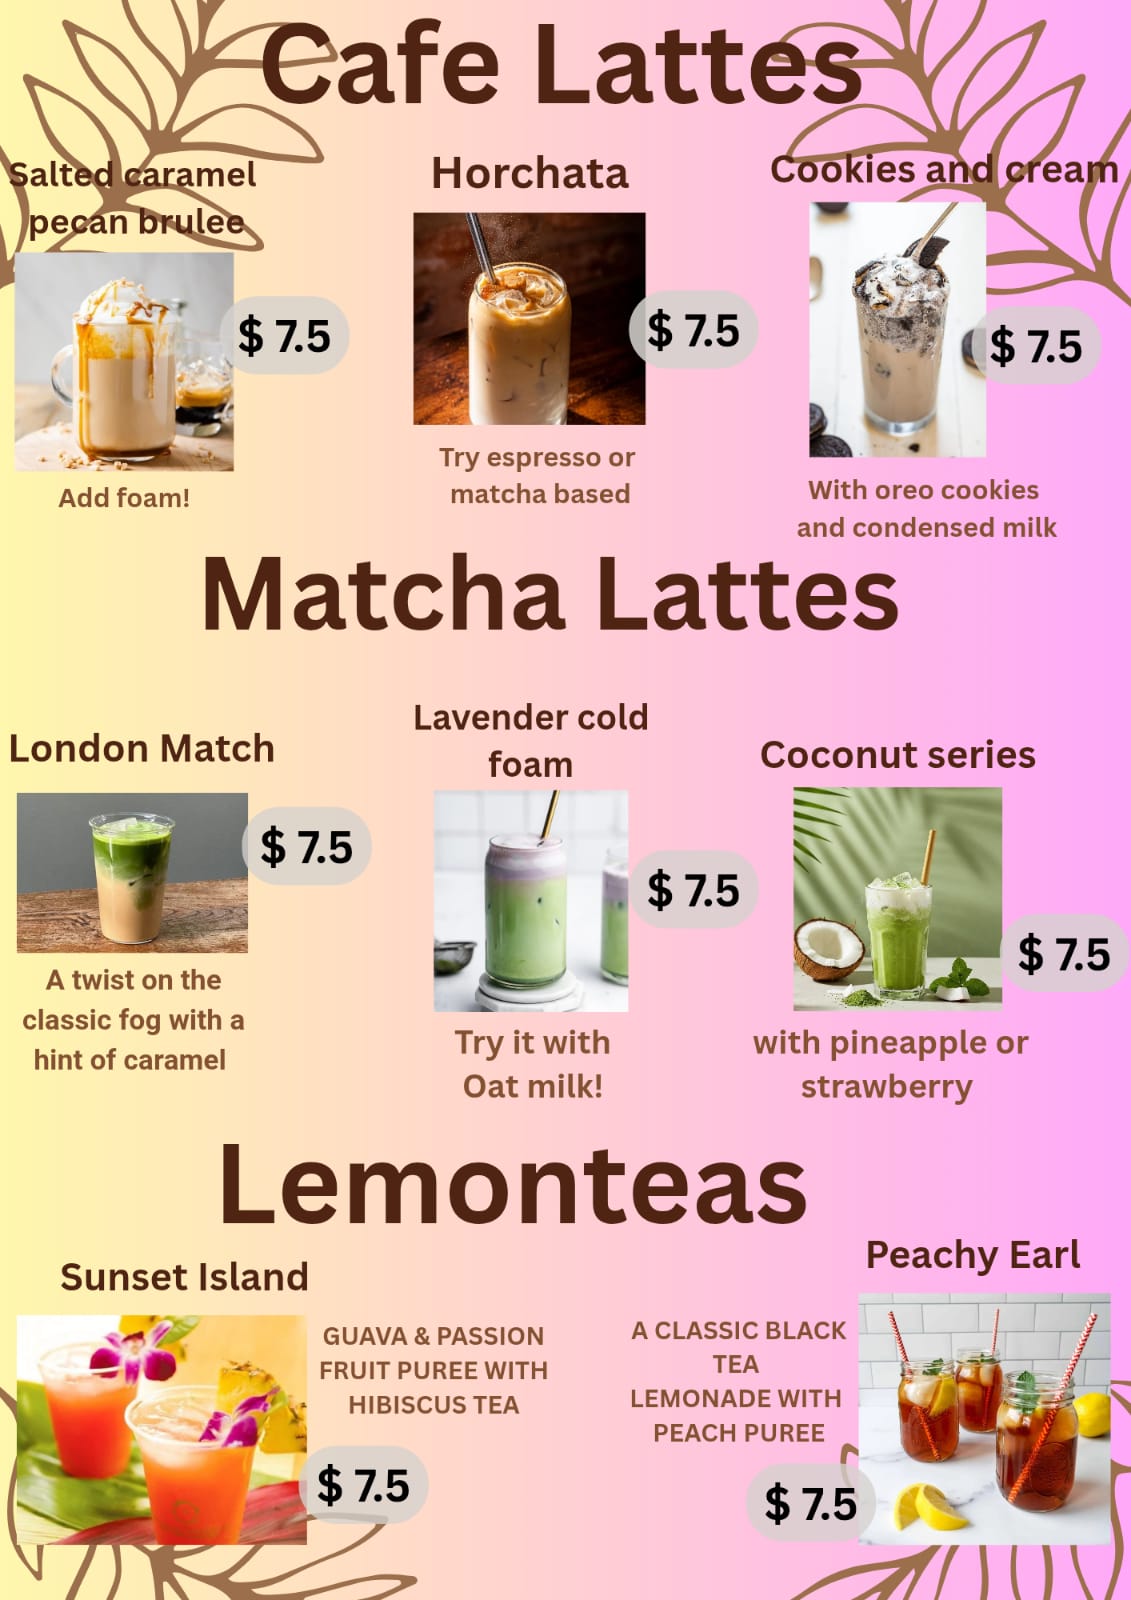 Cafe Lattes
Salted caramel
pecan brulee
$ 7.5
Add foam!
Horchata
$ 7.5
Try espresso or
matcha based
Cookies and cream
$ 7.5
With oreo cookies
and condensed milk
Matcha Lattes
London Match
$ 7.5
A twist on the
classic fog with a
hint of caramel
Lavender cold
foam
$ 7.5
Try it with
Oat milk!
Coconut series
$ 7.5
with pineapple or
strawberry
Lemonteas
Sunset Island
GUAVA & PASSION
FRUIT PUREE WITH
HIBISCUS TEA
$ 7.5
Peachy Earl
A CLASSIC BLACK
TEA
LEMONADE WITH
PEACH PUREE
$ 7.5